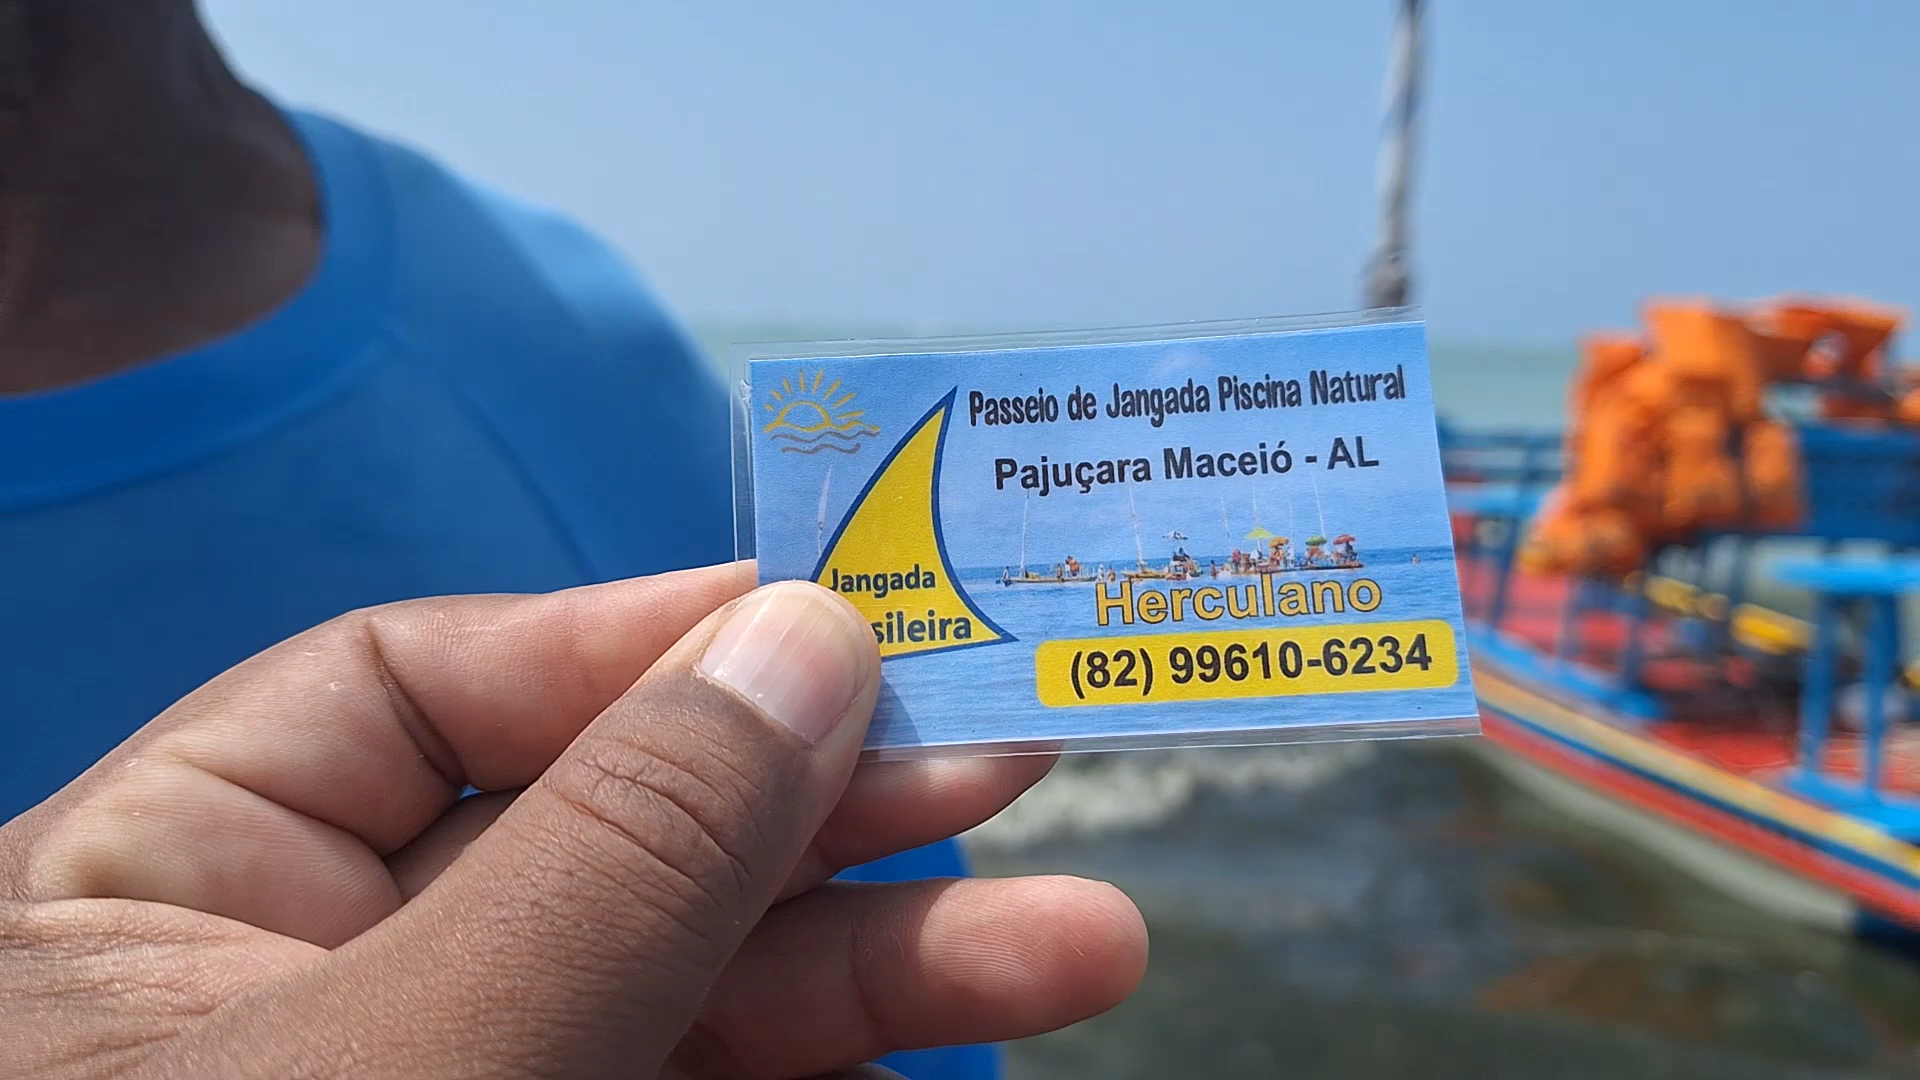 Passeio de Jangada Piscina Natural
Pajuçara Maceió - AL
Jangada
sileira
Herculano
(82) 99610-6234